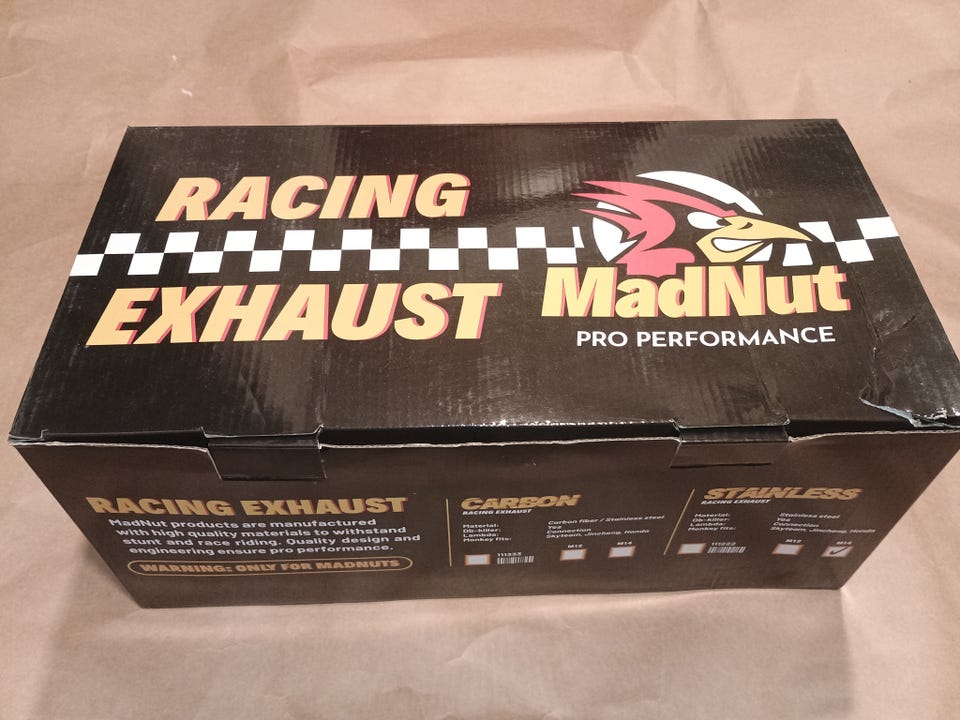 RACING
EXHAUST
MadNut
PRO PERFORMANCE
RACING EXHAUST
MadNut products are manufactured
with high quality materials to withstand
stunt and race riding. Quality design and
engineering ensure pro performance.
WARNING: ONLY FOR MADNUTS
CARBON
RACING EXHAUST
Material: Carbon fiber / Stainless steel
Db-killer: Yes
Lambda: Connection
Monkey fits: Skyteam, Jincheng, Honda
111223 M12 M14
STAINLESS
RACING EXHAUST
Material: Stainless steel
Db-killer: Yes
Lambda: Connection
Monkey fits: Skyteam, Jincheng, Honda
111222 M12 M14